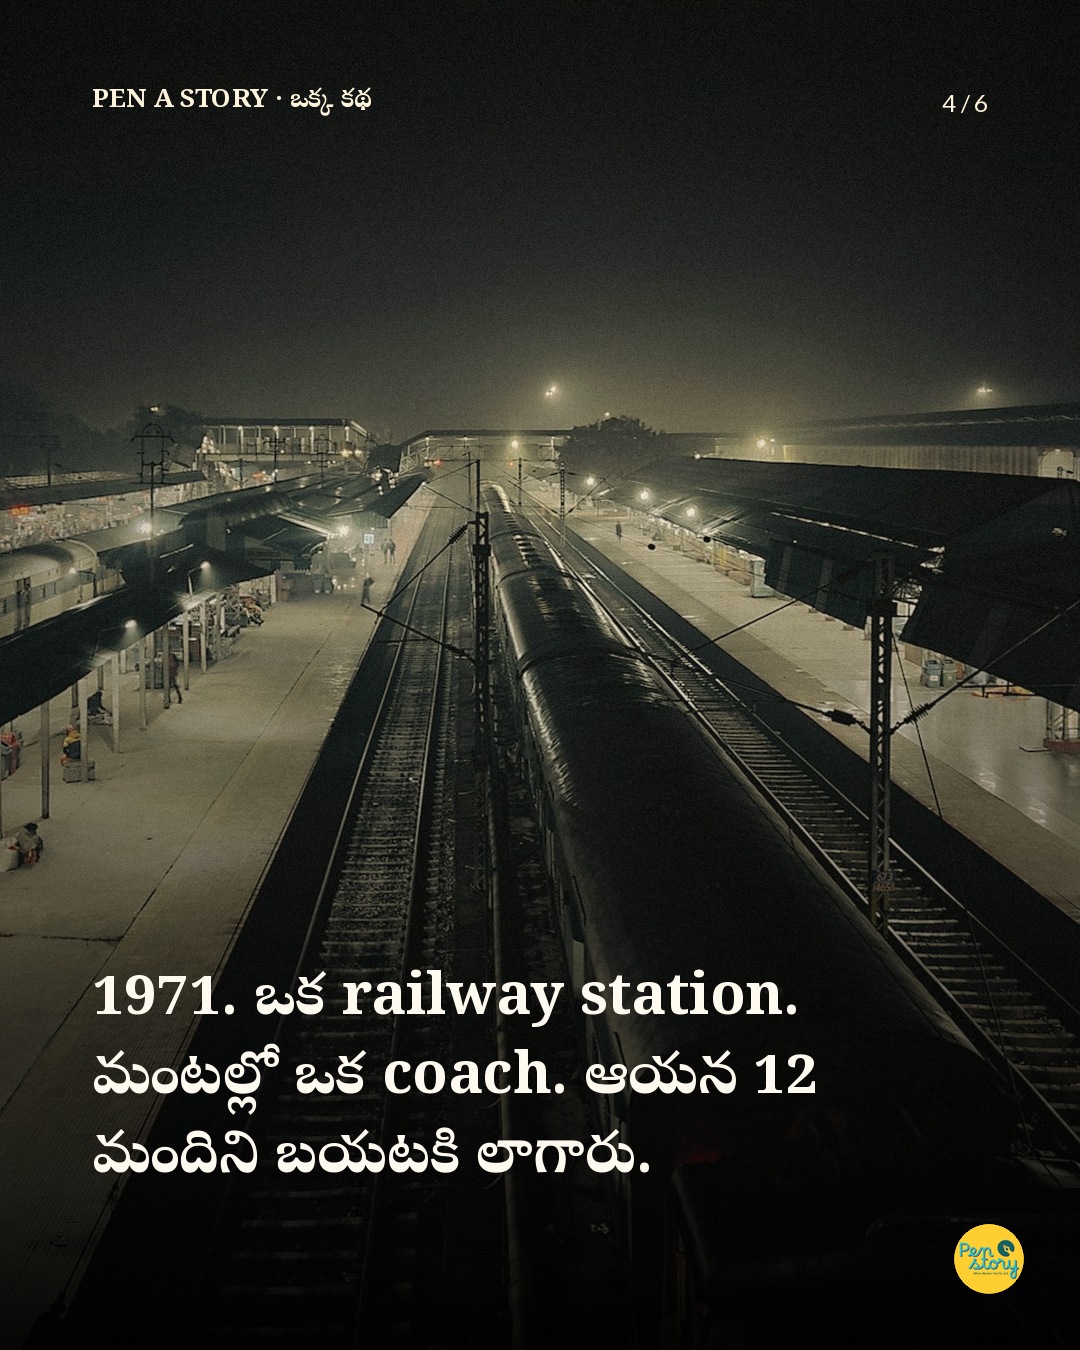 PEN A STORY · ఒక్క కథ
4/6
1971. ఒక railway station.
మంటల్లో ఒక coach. ఆయన 12
మందిని బయటకి లాగారు.
Pen
story